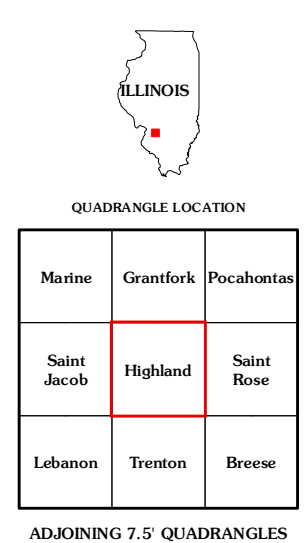 ILLINOIS
QUADRANGLE LOCATION
Marine Grantfork Pocahontas
Saint Jacob Highland Saint Rose
Lebanon Trenton Breese
ADJOINING 7.5' QUADRANGLES